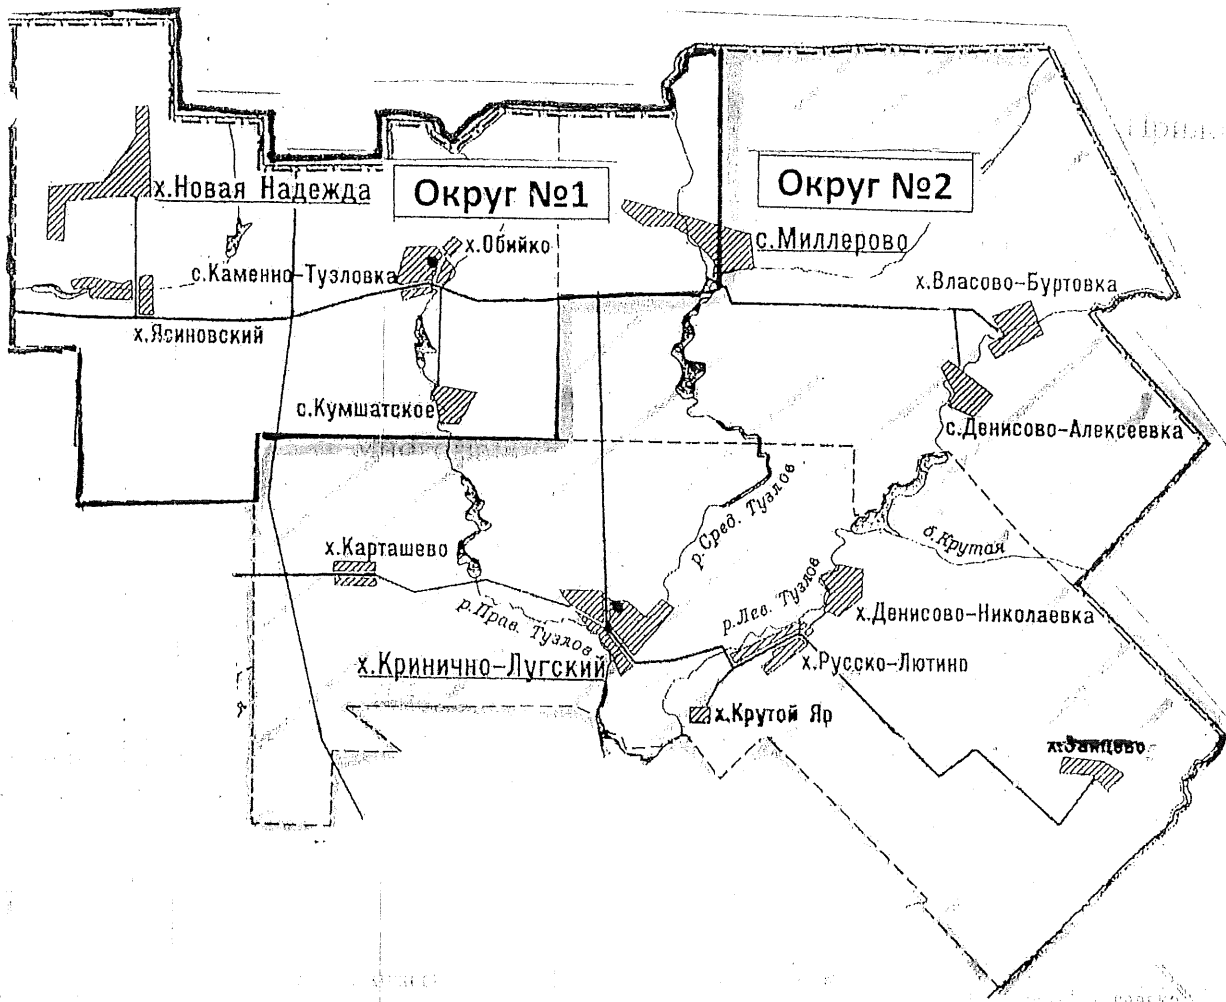 Округ №1
Округ №2
х.Новая Надежда
х.Обийко
с.Миллерово
с.Каменно-Тузловка
х.Власово-Буртовка
х.Ясиновский
с.Кумшатское
с.Денисово-Алексеевка
р.Сред. Тузлов
б.Крутая
х.Карташево
р.Прав. Тузлов
р.Лев. Тузлов
х.Денисово-Николаевка
х.Кринично-Лугский
х.Русско-Лютино
х.Крутой Яр
х.Зайцево